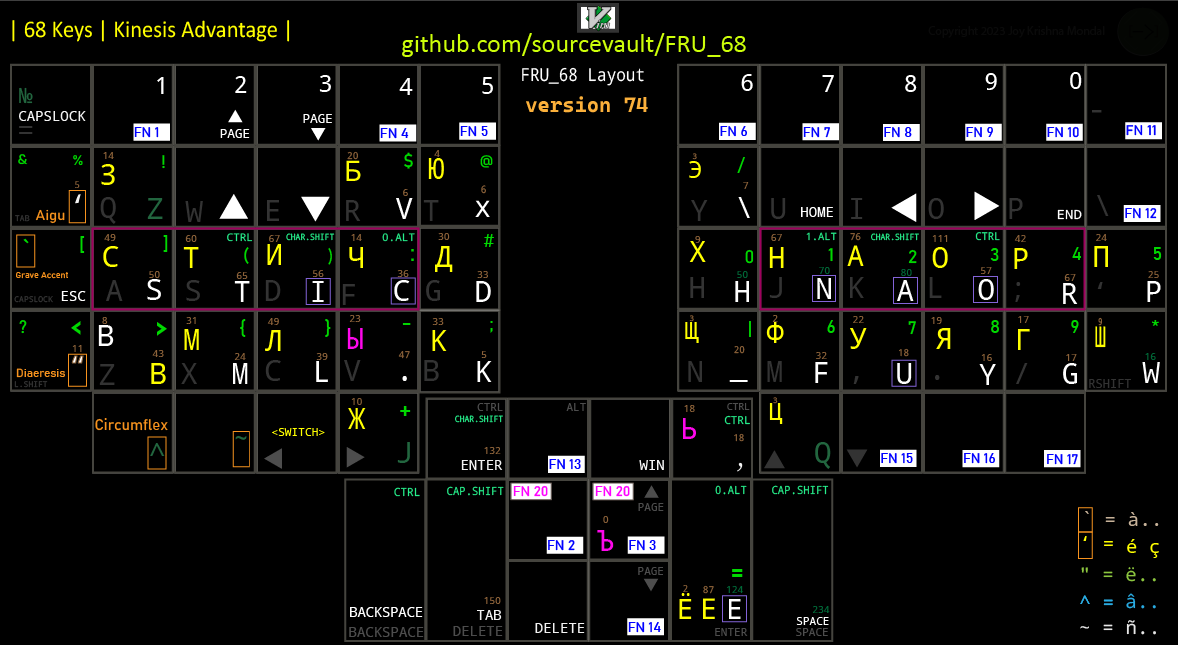 | 68 Keys | Kinesis Advantage |
VIM
Copyright 2023 Joy Krishna Mondal
github.com/sourcevault/FRU_68
FRU_68 Layout
version 74
№
CAPSLOCK
=
1
FN 1
2
PAGE
3
PAGE
4
FN 4
5
FN 5
6
FN 6
7
FN 7
8
FN 8
9
FN 9
0
FN 10
-
FN 11
& %
5
TAB Aigu ‘
14 !
З
Q Z
W
E
20 $
Б
6
R V
4 @
Ю
6
T X
3 /
Э
7
Y \
U HOME
I
O
P END
\ FN 12
` [
Grave Accent
CAPSLOCK ESC
49 ]
С
50
A S
60 CTRL
Т (
65
S T
67 CHAR.SHIFT
И )
56
D I
14 0.ALT
Ч :
36
F C
30 #
Д
33
G D
9 0
Х
50
H H
67 1.ALT
Н 1
70
J N
76 CHAR.SHIFT
А 2
80
K A
111 CTRL
О 3
57
L O
42
Р 4
67
; R
24
П 5
25
‘ P
? <
11
Diaeresis “
L.SHIFT
8 >
В
43
Z В
31 {
М
24
X M
49 }
Л
39
C L
23 -
Ы
47
V .
33 ;
К
5
B K
3 |
Щ
20
N _
2 6
Ф
32
M F
22 7
У
18
, U
19 8
Я
16
. Y
17 9
Г
17
/ G
9 *
Ш
16
RSHIFT W
Circumflex
^
~
<SWITCH>
10 +
Ж
J
CTRL
CHAR.SHIFT
132
ENTER
ALT
FN 13
WIN
18 CTRL
Ь CTRL
18
,
Ц
Q
FN 15
FN 16
FN 17
CTRL
BACKSPACE
BACKSPACE
CAP.SHIFT
150
TAB
DELETE
FN 20
FN 2
FN 20
PAGE
0
Ъ FN 3
DELETE
PAGE
FN 14
0.ALT
=
2 87 124
Ё Е E
ENTER
CAP.SHIFT
234
SPACE
SPACE
` = à..
‘ = é ç
" = ë..
^ = â..
~ = ñ..